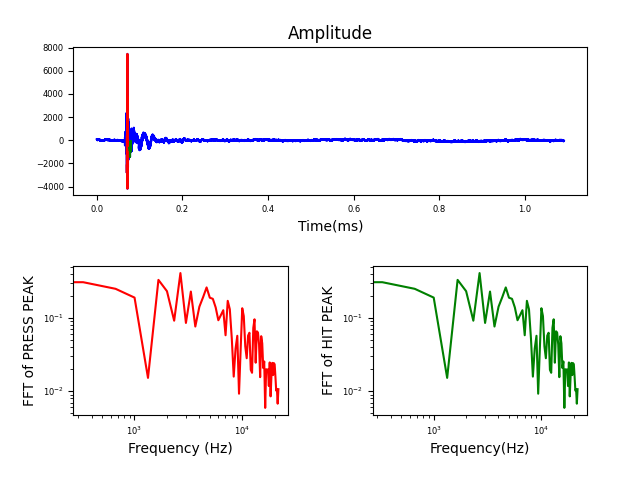 Amplitude
8000
6000
4000
2000
0
−2000
−4000
0.0 0.2 0.4 0.6 0.8 1.0
Time(ms)
FFT of PRESS PEAK
10⁻¹
10⁻²
10³ 10⁴
Frequency (Hz)
FFT of HIT PEAK
10⁻¹
10⁻²
10³ 10⁴
Frequency(Hz)